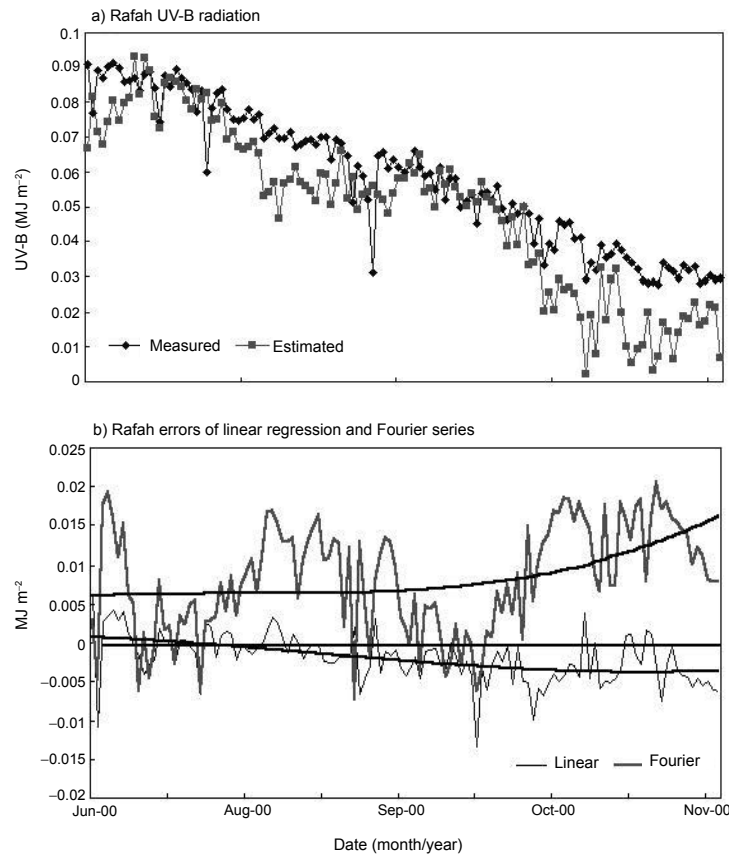 a) Rafah UV-B radiation
0.1
0.09
0.08
0.07
0.06
0.05
0.04
0.03
0.02
0.01
0
UV-B (MJ m⁻²)
Measured
Estimated
b) Rafah errors of linear regression and Fourier series
0.02
0.02
0.015
0.01
0.005
0
−0.005
−0.01
−0.015
−0.02
MJ m⁻²
Linear
Fourier
Jun-00
Aug-00
Sep-00
Oct-00
Nov-00
Date (month/year)